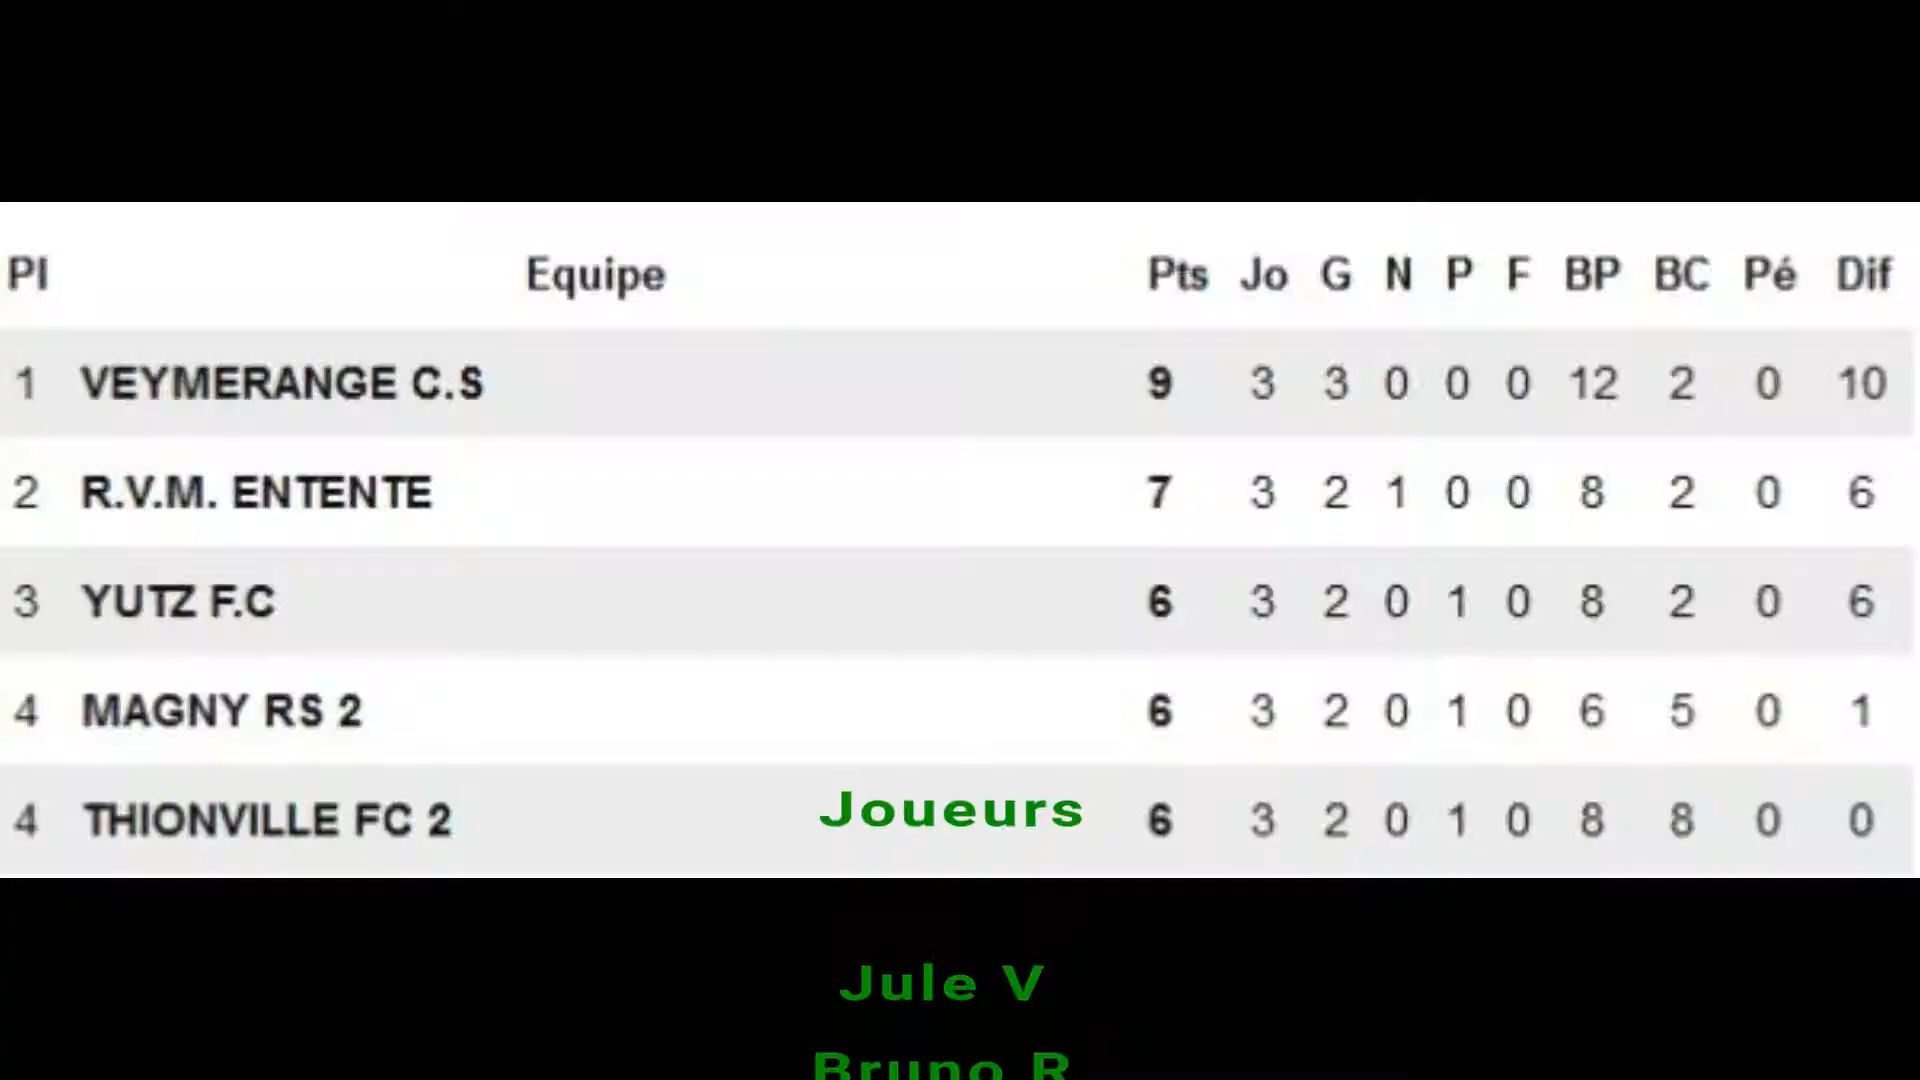 Pl Equipe Pts Jo G N P F BP BC Pé Dif
1 VEYMERANGE C.S 9 3 3 0 0 0 12 2 0 10
2 R.V.M. ENTENTE 7 3 2 1 0 0 8 2 0 6
3 YUTZ F.C 6 3 2 0 1 0 8 2 0 6
4 MAGNY RS 2 6 3 2 0 1 0 6 5 0 1
4 THIONVILLE FC 2 6 3 2 0 1 0 8 8 0 0
Joueurs
Jule V
Bruno R